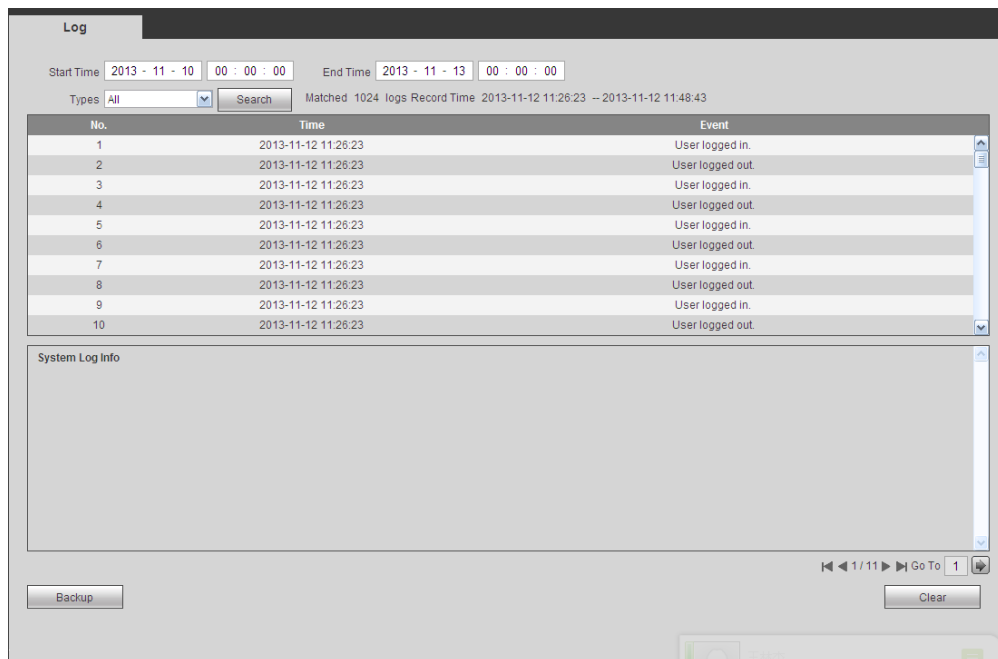 Log
Start Time 2013 - 11 - 10 00 : 00 : 00 End Time 2013 - 11 - 13 00 : 00 : 00
Types All Search Matched 1024 logs Record Time 2013-11-12 11:26:23 -- 2013-11-12 11:48:43
No. Time Event
1 2013-11-12 11:26:23 User logged in.
2 2013-11-12 11:26:23 User logged out.
3 2013-11-12 11:26:23 User logged in.
4 2013-11-12 11:26:23 User logged out.
5 2013-11-12 11:26:23 User logged in.
6 2013-11-12 11:26:23 User logged out.
7 2013-11-12 11:26:23 User logged in.
8 2013-11-12 11:26:23 User logged out.
9 2013-11-12 11:26:23 User logged in.
10 2013-11-12 11:26:23 User logged out.
System Log Info
1 / 11 Go To 1
Backup Clear